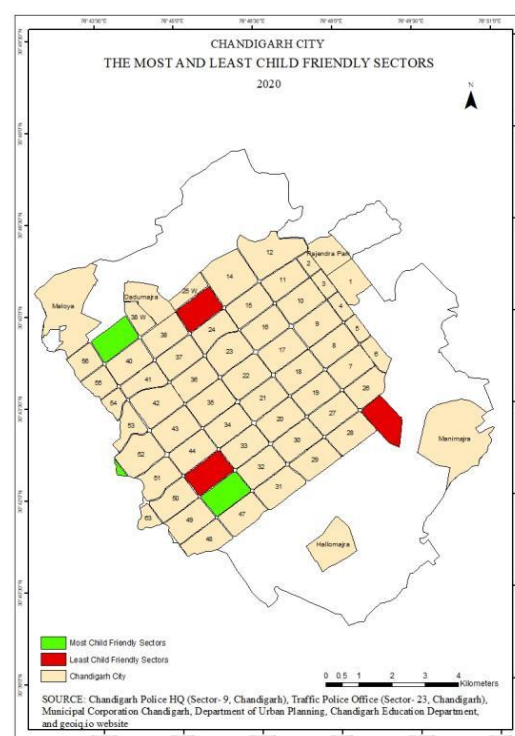 CHANDIGARH CITY
THE MOST AND LEAST CHILD FRIENDLY SECTORS
2020
N
Rajendra Park
12
2
14
11
3
1
25 W
10
4
Maloya
Dadumajra
15
24
9
5
38 W
16
38
8
6
23
17
37
7
40
22
18
26
56
36
19
41
21
55
35
27
20
54
42
34
28
30
43
33
53
29
44
32
52
31
51
50
47
49
63
48
Manimajra
Hallomajra
Most Child Friendly Sectors
Least Child Friendly Sectors
Chandigarh City
0 0.5 1 2 3 4
Kilometers
SOURCE: Chandigarh Police HQ (Sector- 9, Chandigarh), Traffic Police Office (Sector- 23, Chandigarh),
Municipal Corporation Chandigarh, Department of Urban Planning, Chandigarh Education Department,
and geoiq.io website